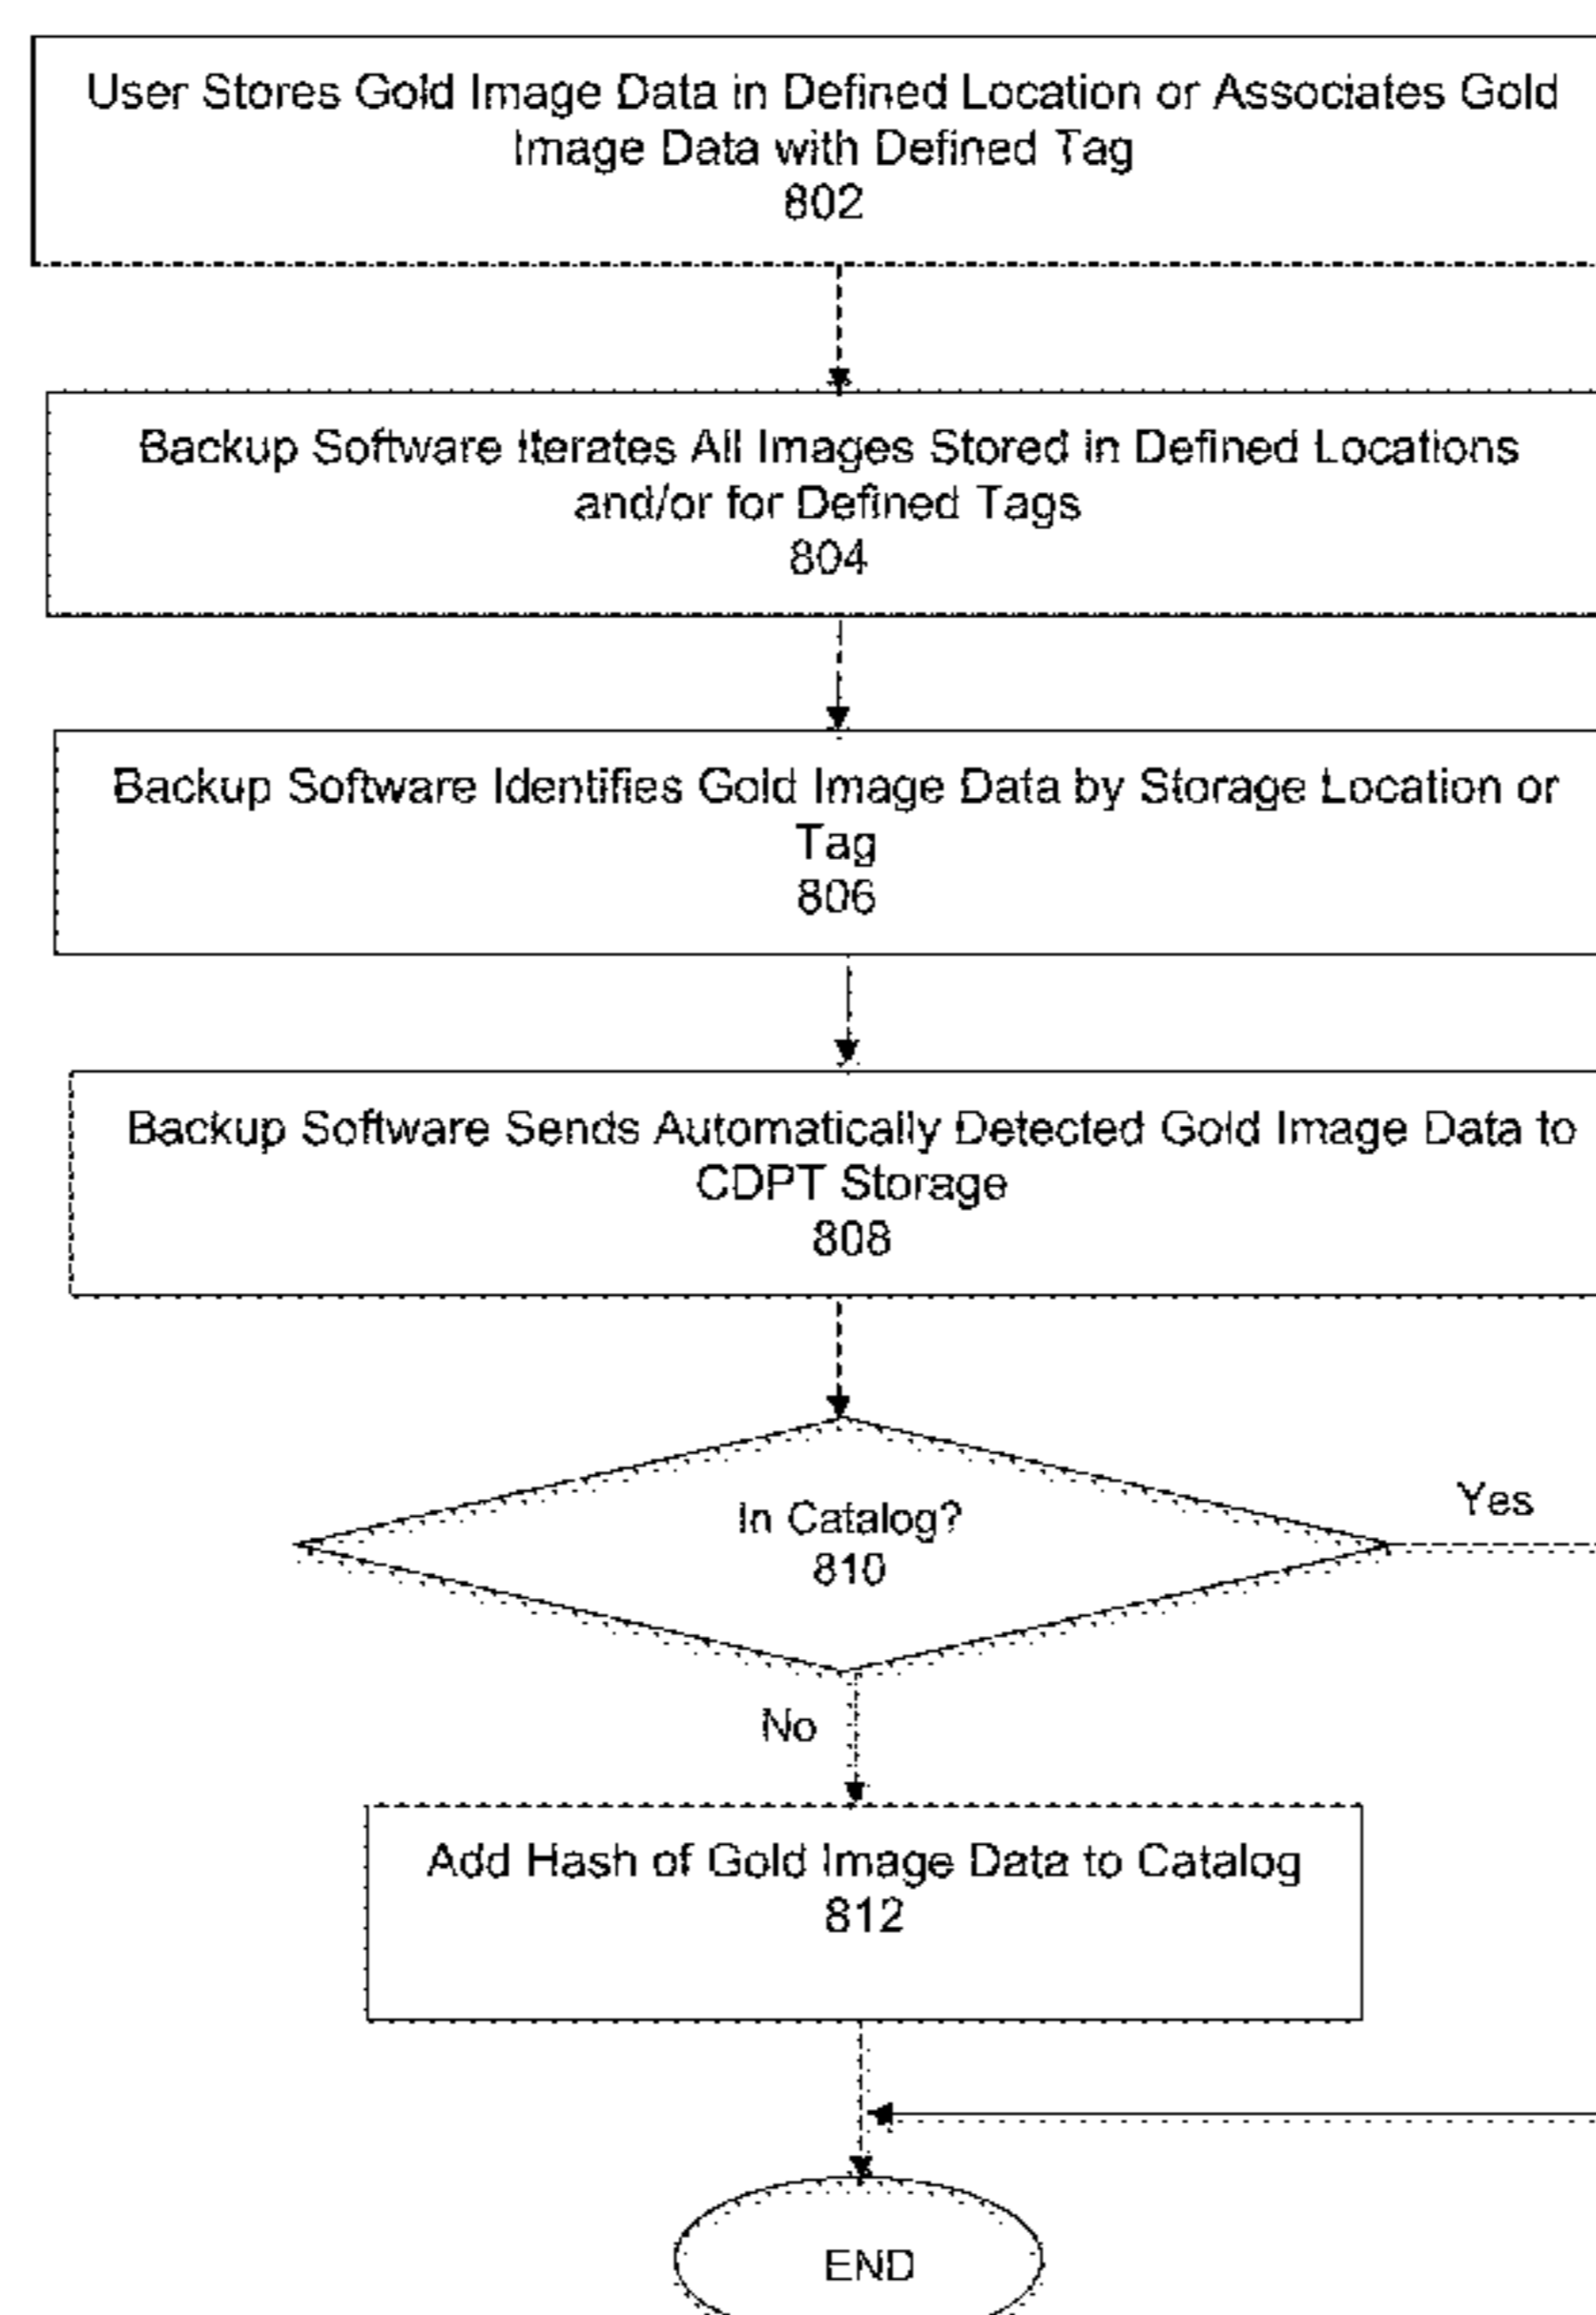 User Stores Gold Image Data in Defined Location or Associates Gold
Image Data with Defined Tag
802
Backup Software Iterates All Images Stored in Defined Locations
and/or for Defined Tags
804
Backup Software Identifies Gold Image Data by Storage Location or
Tag
806
Backup Software Sends Automatically Detected Gold Image Data to
CDPT Storage
808
In Catalog?
810
Yes
No
Add Hash of Gold Image Data to Catalog
812
END